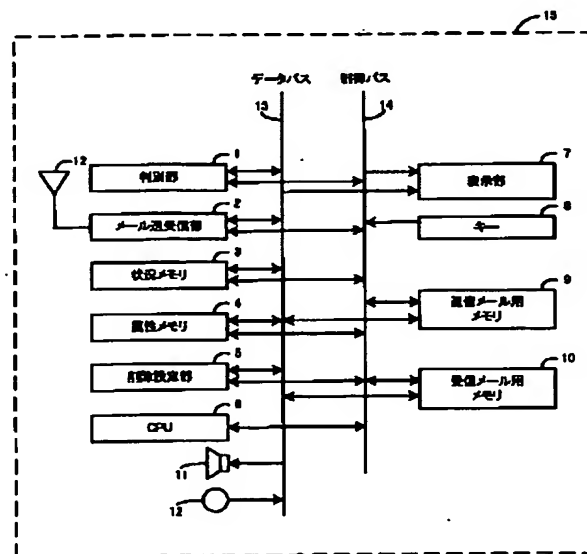 15
データバス 制御バス
13 14
12
1
判別部
2
メール送受信部
3
状況メモリ
4
属性メモリ
5
削除設定部
6
CPU
11
12
7
表示部
8
キー
9
返信メール用
メモリ
10
受信メール用
メモリ